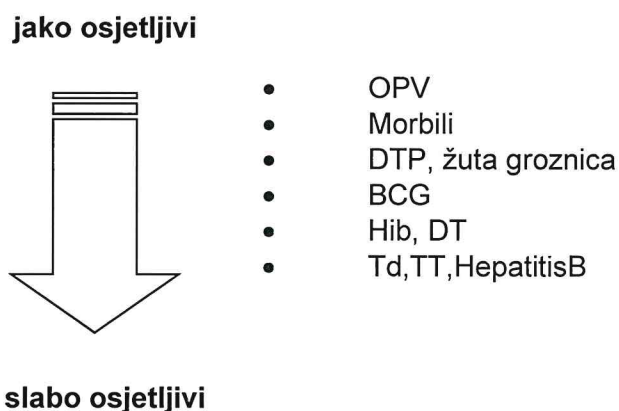 jako osjetljivi
• OPV
• Morbili
• DTP, žuta groznica
• BCG
• Hib, DT
• Td,TT,HepatitisB
slabo osjetljivi